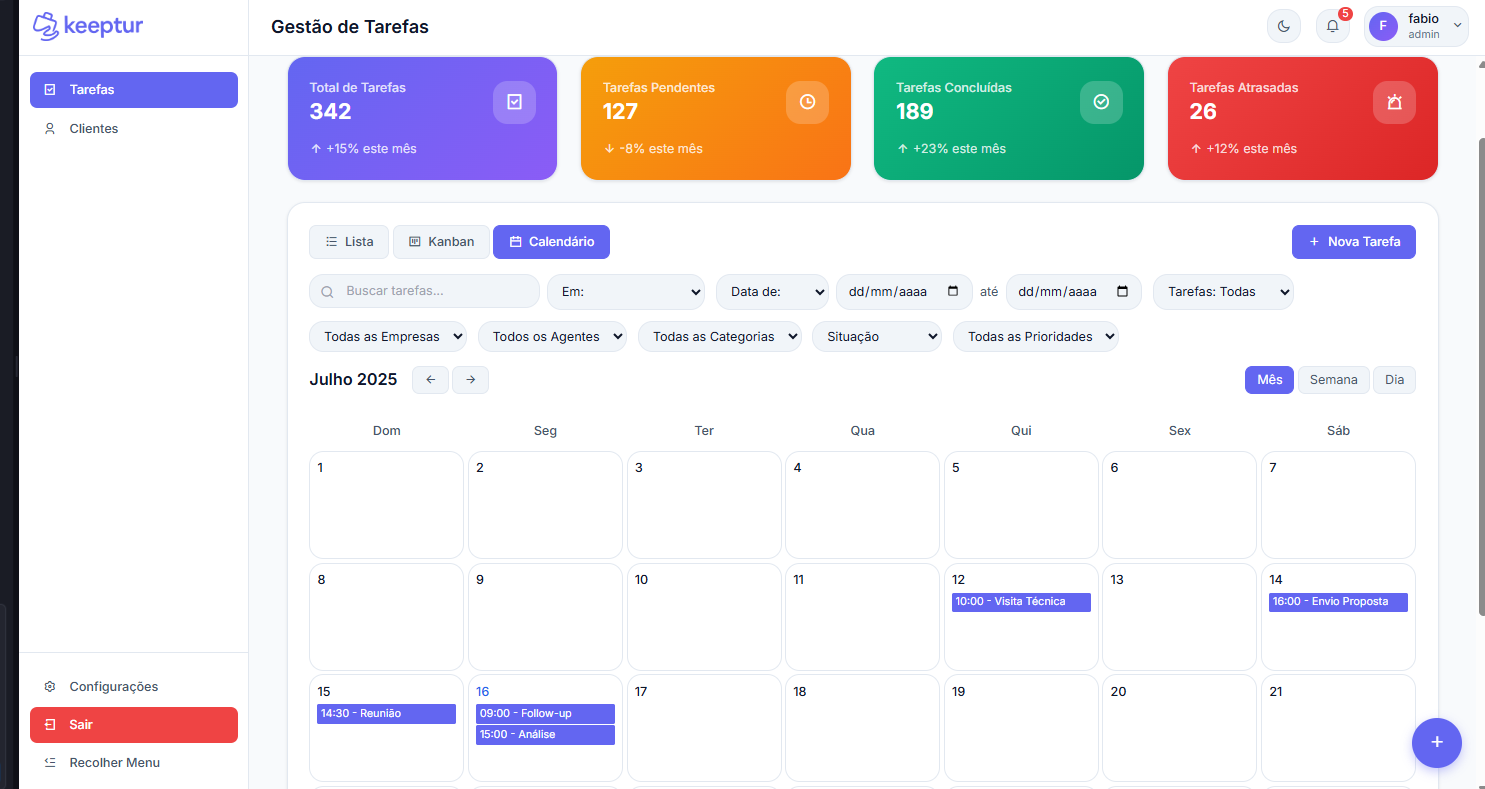 keeptur
Gestão de Tarefas
5
F
fabio
admin
Tarefas
Clientes
Total de Tarefas
342
↑ +15% este mês
Tarefas Pendentes
127
↓ -8% este mês
Tarefas Concluídas
189
↑ +23% este mês
Tarefas Atrasadas
26
↑ +12% este mês
Lista
Kanban
Calendário
+ Nova Tarefa
Buscar tarefas...
Em:
Data de:
dd/mm/aaaa
até
dd/mm/aaaa
Tarefas: Todas
Todas as Empresas
Todos os Agentes
Todas as Categorias
Situação
Todas as Prioridades
Julho 2025
← →
Mês
Semana
Dia
Dom Seg Ter Qua Qui Sex Sáb
1 2 3 4 5 6 7
8 9 10 11 12 13 14
10:00 - Visita Técnica
16:00 - Envio Proposta
15 16 17 18 19 20 21
14:30 - Reunião
09:00 - Follow-up
15:00 - Análise
+
Configurações
Sair
Recolher Menu